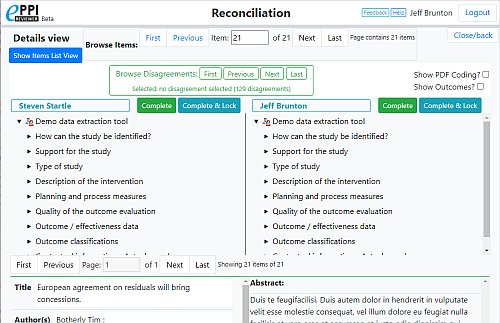 ePPI REVIEWER Beta
Reconciliation
Feedback Help Jeff Brunton Logout
Details view
Browse Items: First Previous Item: 21 of 21 Next Last Page contains 21 items
Close/back
Show Items List View
Browse Disagreements: First Previous Next Last
Selected: no disagreement selected (129 disagreements)
Show PDF Coding?
Show Outcomes?
Steven Startle Complete Complete & Lock
Jeff Brunton Complete Complete & Lock
Demo data extraction tool
How can the study be identified?
Support for the study
Type of study
Description of the intervention
Planning and process measures
Quality of the outcome evaluation
Outcome / effectiveness data
Outcome classifications
Demo data extraction tool
How can the study be identified?
Support for the study
Type of study
Description of the intervention
Planning and process measures
Quality of the outcome evaluation
Outcome / effectiveness data
Outcome classifications
First Previous Page: 1 of 1 Next Last Showing 21 items of 21
Title European agreement on residuals will bring
concessions.
Author(s) Botherly Tim ;
Abstract:
Duis te feugifacilisi. Duis autem dolor in hendrerit in vulputate
velit esse molestie consequat, vel illum dolore eu feugiat nulla